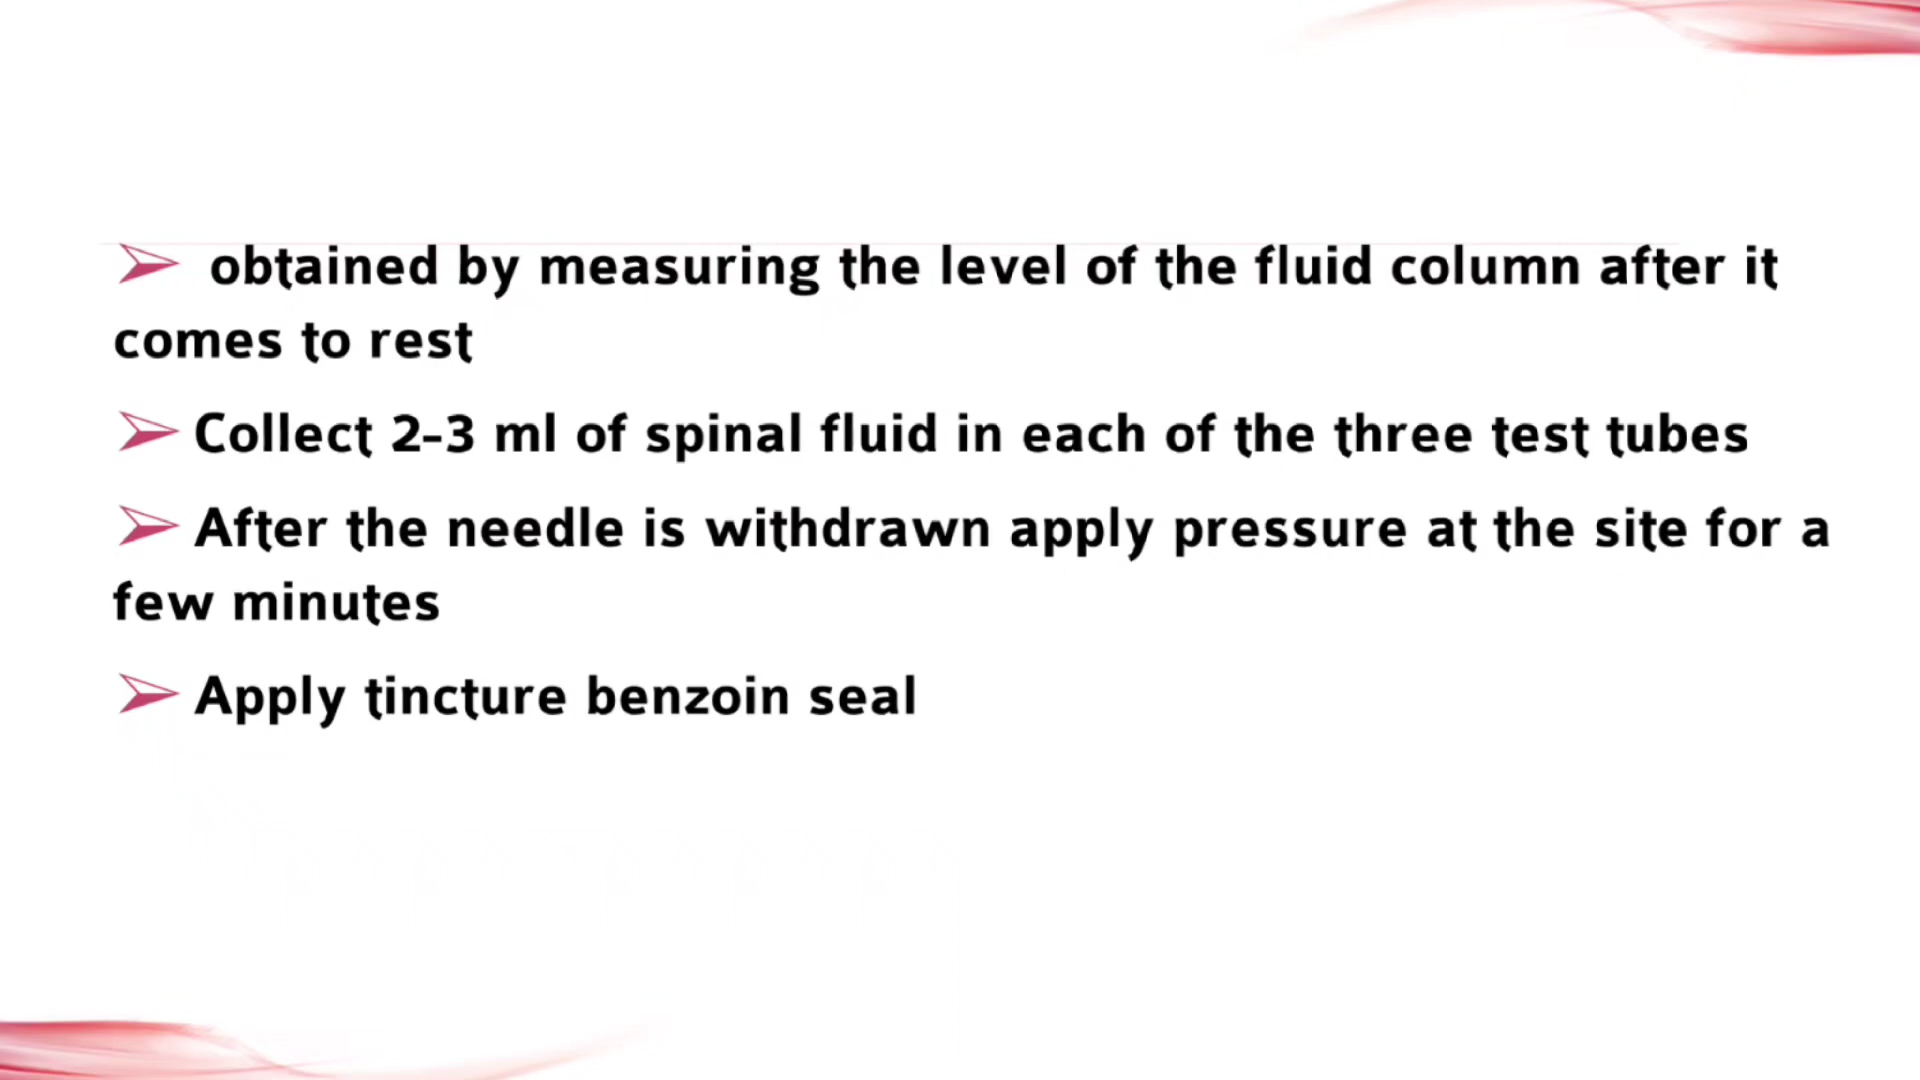 ➢ obtained by measuring the level of the fluid column after it
comes to rest
➢ Collect 2-3 ml of spinal fluid in each of the three test tubes
➢ After the needle is withdrawn apply pressure at the site for a
few minutes
➢ Apply tincture benzoin seal